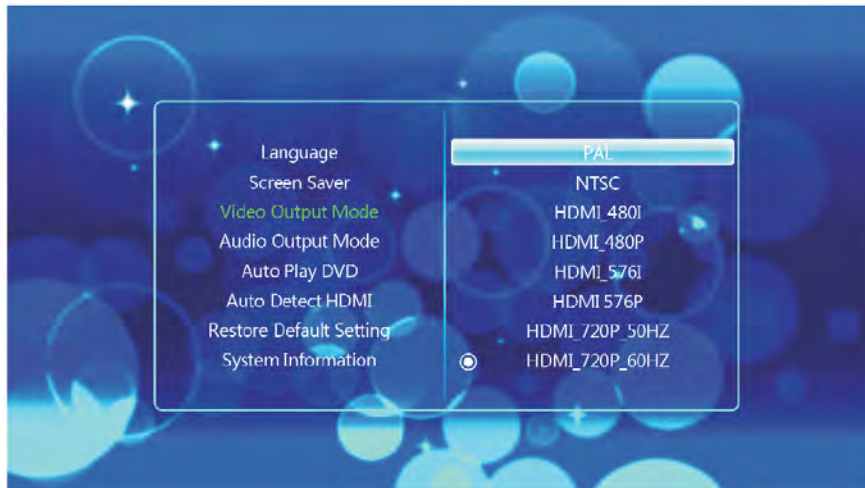 Language
Screen Saver
Video Output Mode
Audio Output Mode
Auto Play DVD
Auto Detect HDMI
Restore Default Setting
System Information
PAL
NTSC
HDMI_480I
HDMI_480P
HDMI_576I
HDMI 576P
HDMI_720P_50HZ
HDMI_720P_60HZ